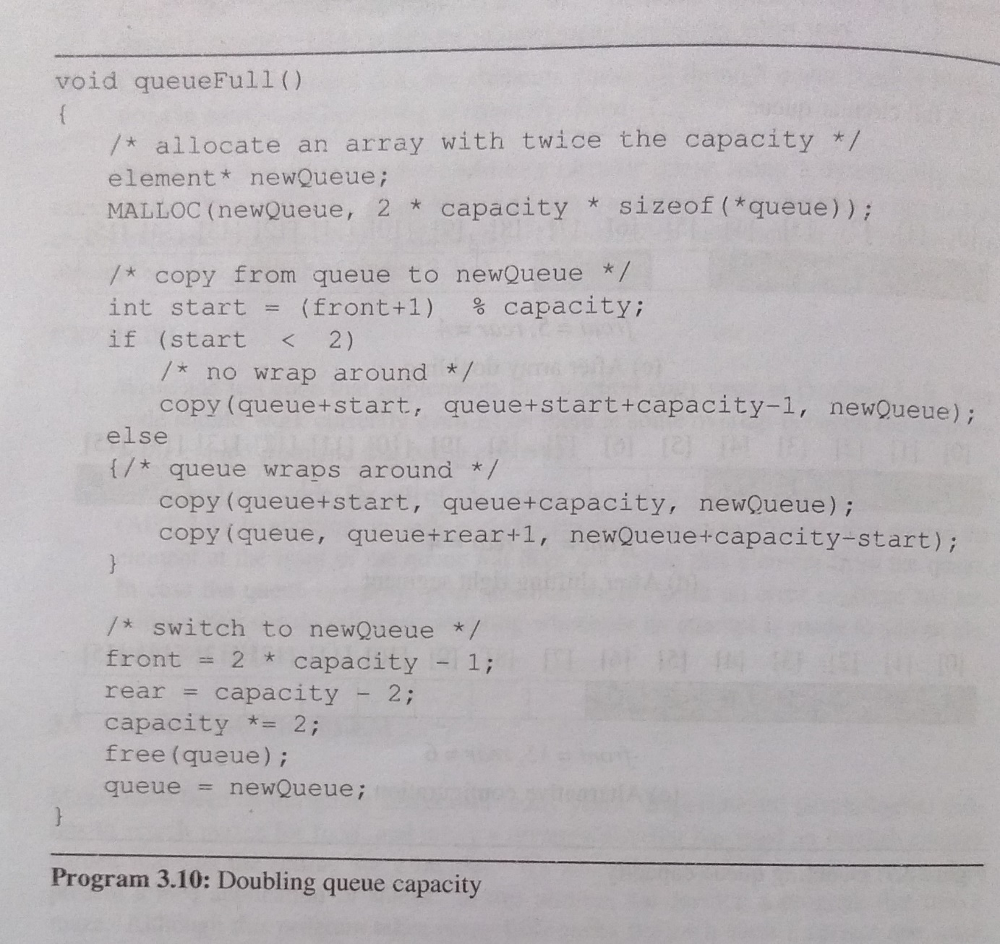 void queueFull()
{
/* allocate an array with twice the capacity */
element* newQueue;
MALLOC(newQueue, 2 * capacity * sizeof(*queue));
/* copy from queue to newQueue */
int start = (front+1) % capacity;
if (start < 2)
/* no wrap around */
copy(queue+start, queue+start+capacity-1, newQueue);
else
{/* queue wraps around */
copy(queue+start, queue+capacity, newQueue);
copy(queue, queue+rear+1, newQueue+capacity-start);
}
/* switch to newQueue */
front = 2 * capacity - 1;
rear = capacity - 2;
capacity *= 2;
free(queue);
queue = newQueue;
}
Program 3.10: Doubling queue capacity